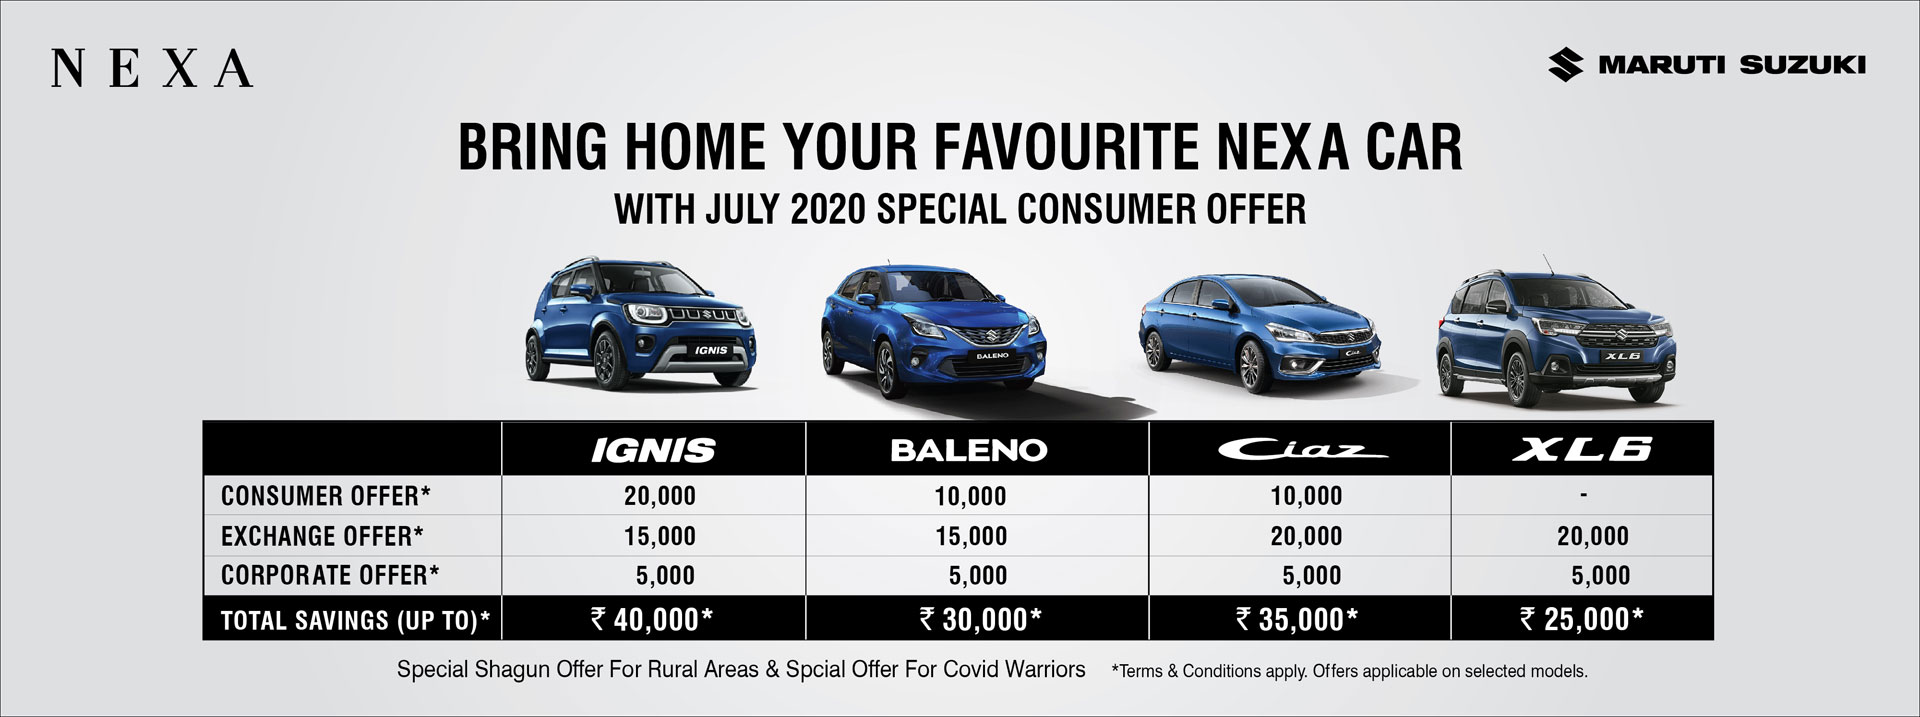 NEXA
MARUTI SUZUKI
BRING HOME YOUR FAVOURITE NEXA CAR
WITH JULY 2020 SPECIAL CONSUMER OFFER
SUZUKI
IGNIS
BALENO
Ciaz
XL6
IGNIS BALENO Ciaz XL6
CONSUMER OFFER* 20,000 10,000 10,000 -
EXCHANGE OFFER* 15,000 15,000 20,000 20,000
CORPORATE OFFER* 5,000 5,000 5,000 5,000
TOTAL SAVINGS (UP TO)* ₹ 40,000* ₹ 30,000* ₹ 35,000* ₹ 25,000*
Special Shagun Offer For Rural Areas & Spcial Offer For Covid Warriors *Terms & Conditions apply. Offers applicable on selected models.